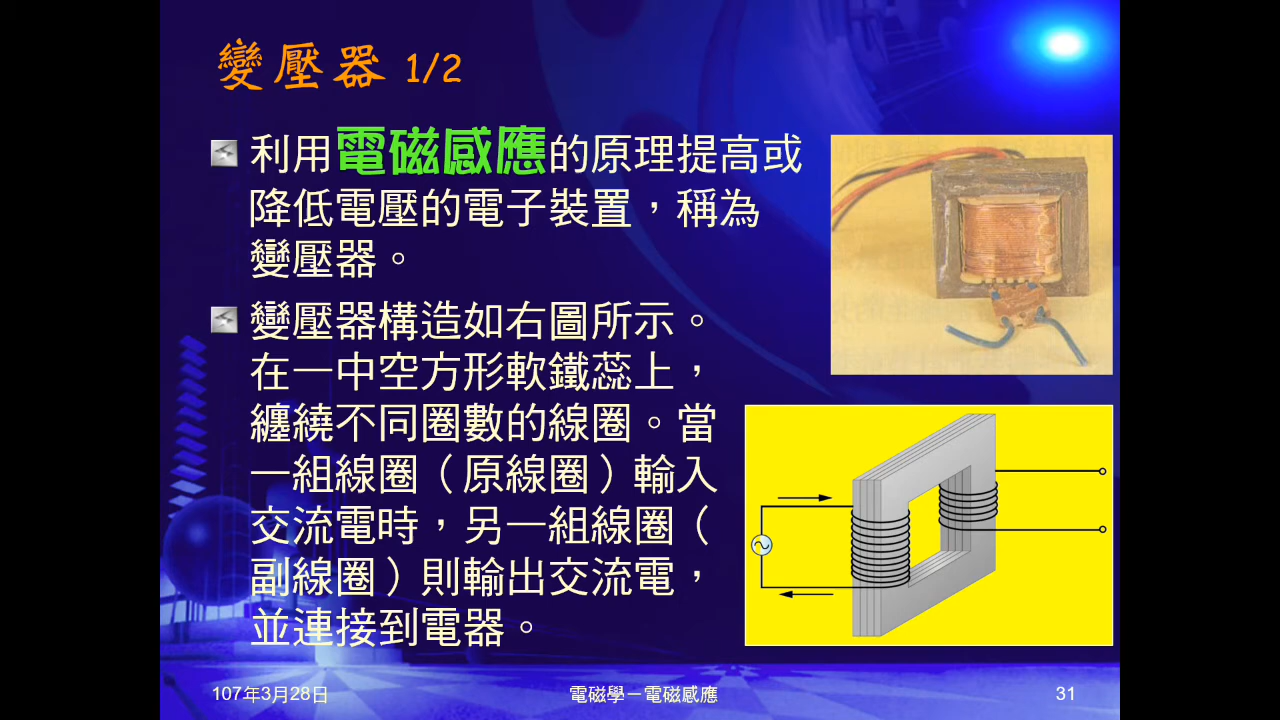 變壓器 1/2
利用電磁感應的原理提高或
降低電壓的電子裝置，稱為
變壓器。
變壓器構造如右圖所示。
在一中空方形軟鐵蕊上，
纏繞不同圈數的線圈。當
一組線圈（原線圈）輸入
交流電時，另一組線圈（
副線圈）則輸出交流電，
並連接到電器。
107年3月28日
電磁學－電磁感應
31